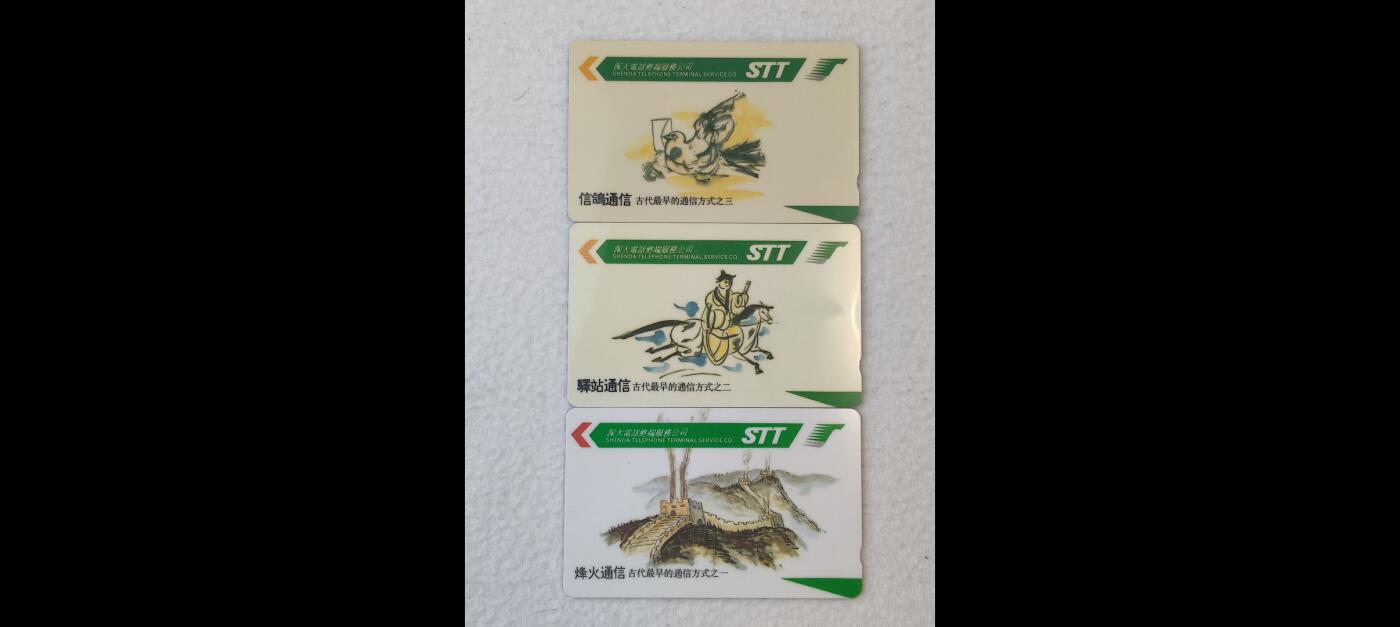 深大電話終端服務公司
SHENDA TELEPHONE TERMINAL SERVICE CO
STT
信鴿通信 古代最早的通信方式之三
深大電話終端服務公司
SHENDA TELEPHONE TERMINAL SERVICE CO
STT
驛站通信 古代最早的通信方式之二
深大電話終端服務公司
SHENDA TELEPHONE TERMINAL SERVICE CO
STT
烽火通信 古代最早的通信方式之一